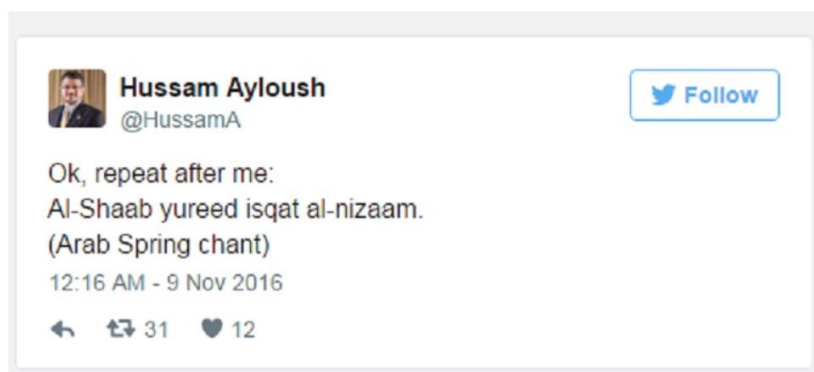 Hussam Ayloush
Follow
@HussamA
Ok, repeat after me:
Al-Shaab yureed isqat al-nizaam.
(Arab Spring chant)
12:16 AM - 9 Nov 2016
31 12